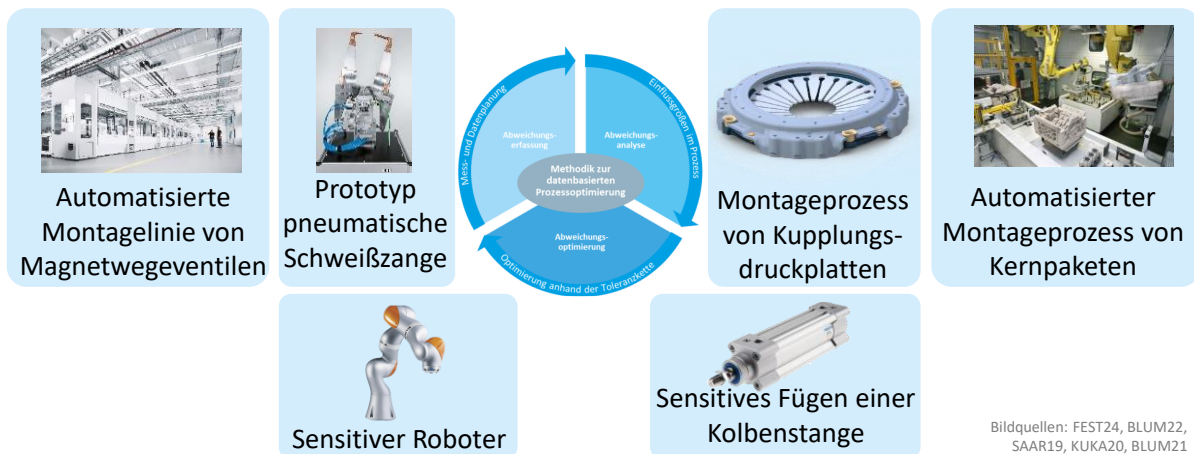 Automatisierte
Montagelinie von
Magnetwegeventilen
Prototyp
pneumatische
Schweißzange
Mess- und Datenplanung
Einflussgrößen im Prozess
Optimierung anhand der Toleranzkette
Abweichungs-
erfassung
Abweichungs-
analyse
Methodik zur
datenbasierten
Prozessoptimierung
Abweichungs-
optimierung
Montageprozess
von Kupplungs-
druckplatten
Automatisierter
Montageprozess von
Kernpaketen
Sensitiver Roboter
Sensitives Fügen einer
Kolbenstange
Bildquellen: FEST24, BLUM22,
SAAR19, KUKA20, BLUM21